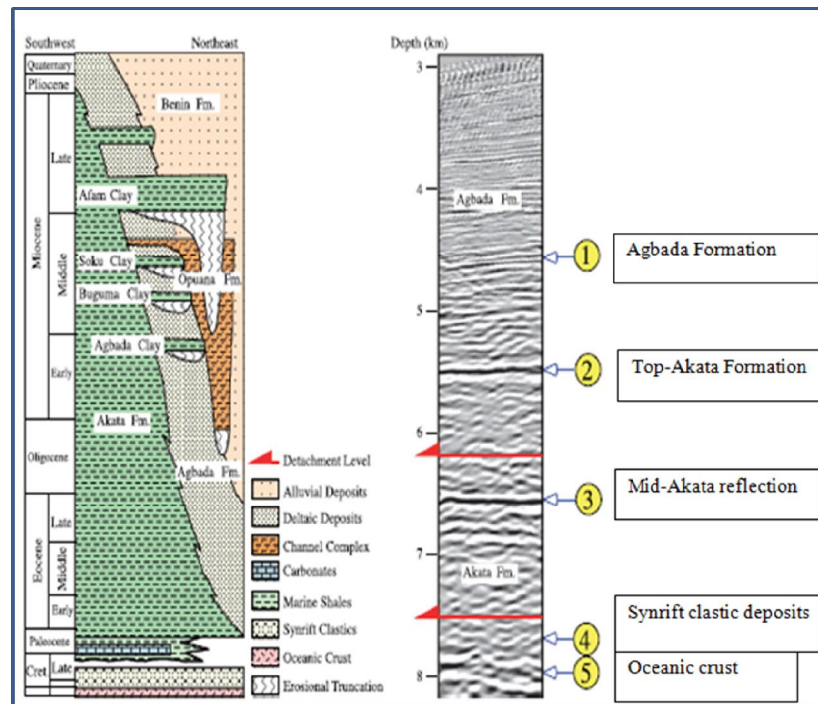 Southwest
Northeast
Quaternary
Pliocene
Miocene
Late
Middle
Early
Oligocene
Eocene
Late
Middle
Early
Paleocene
Cret
Late
Benin Fm.
Afam Clay
Soku Clay
Opuana Fm.
Buguma Clay
Agbada Clay
Akata Fm.
Agbada Fm.
Detachment Level
Alluvial Deposits
Deltaic Deposits
Channel Complex
Carbonates
Marine Shales
Synrift Clastics
Oceanic Crust
Erosional Truncation
Depth (km)
3
4
5
6
7
8
Agbada Fm.
Akata Fm.
1
Agbada Formation
2
Top-Akata Formation
3
Mid-Akata reflection
4
Synrift clastic deposits
5
Oceanic crust